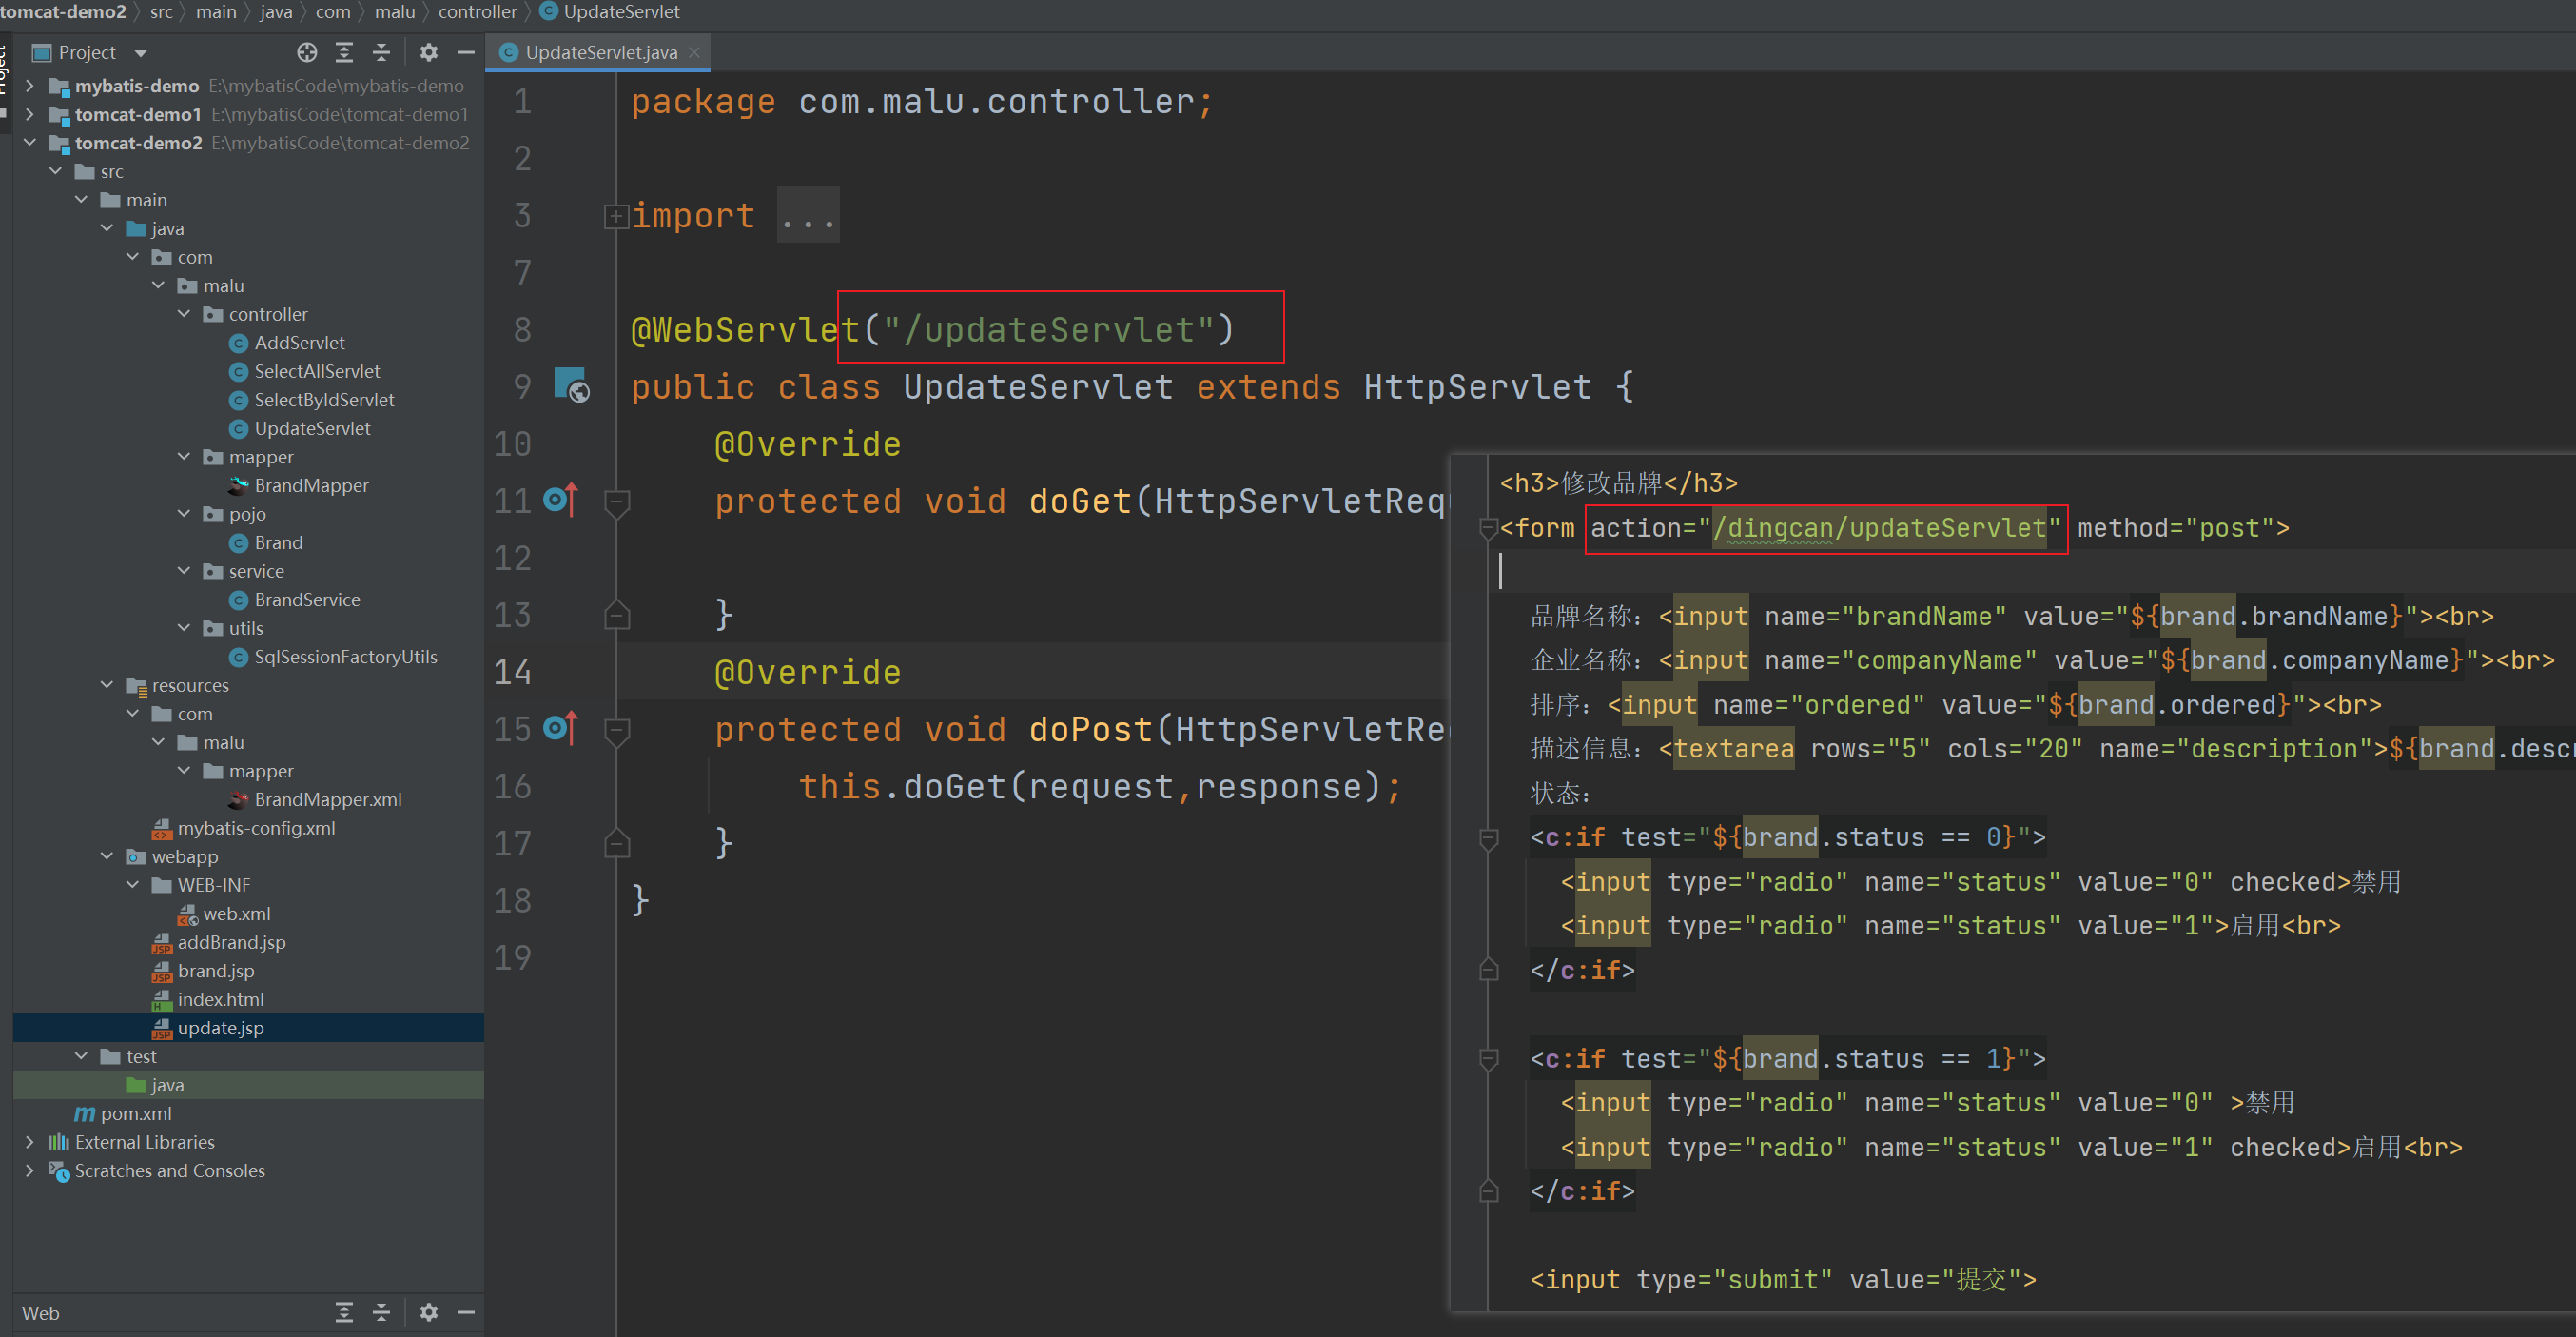 tomcat-demo2 〉 src 〉 main 〉 java 〉 com 〉 malu 〉 controller 〉 UpdateServlet
Project
Project
mybatis-demo E:\mybatisCode\mybatis-demo
tomcat-demo1 E:\mybatisCode\tomcat-demo1
tomcat-demo2 E:\mybatisCode\tomcat-demo2
src
main
java
com
malu
controller
AddServlet
SelectAllServlet
SelectByIdServlet
UpdateServlet
mapper
BrandMapper
pojo
Brand
service
BrandService
utils
SqlSessionFactoryUtils
resources
com
malu
mapper
BrandMapper.xml
mybatis-config.xml
webapp
WEB-INF
web.xml
addBrand.jsp
brand.jsp
index.html
update.jsp
test
java
pom.xml
External Libraries
Scratches and Consoles
Web
UpdateServlet.java
1 package com.malu.controller;
2
3 import ...
7
8 @WebServlet("/updateServlet")
9 public class UpdateServlet extends HttpServlet {
10 @Override
11 protected void doGet(HttpServletRequ
12
13 }
14 @Override
15 protected void doPost(HttpServletRe
16 this.doGet(request,response);
17 }
18 }
19
<h3>修改品牌</h3>
<form action="/dingcan/updateServlet" method="post">
品牌名称：<input name="brandName" value="${brand.brandName}"><br>
企业名称：<input name="companyName" value="${brand.companyName}"><br>
排序：<input name="ordered" value="${brand.ordered}"><br>
描述信息：<textarea rows="5" cols="20" name="description">${brand.descr
状态：
<c:if test="${brand.status == 0}">
<input type="radio" name="status" value="0" checked>禁用
<input type="radio" name="status" value="1">启用<br>
</c:if>
<c:if test="${brand.status == 1}">
<input type="radio" name="status" value="0" >禁用
<input type="radio" name="status" value="1" checked>启用<br>
</c:if>
<input type="submit" value="提交">